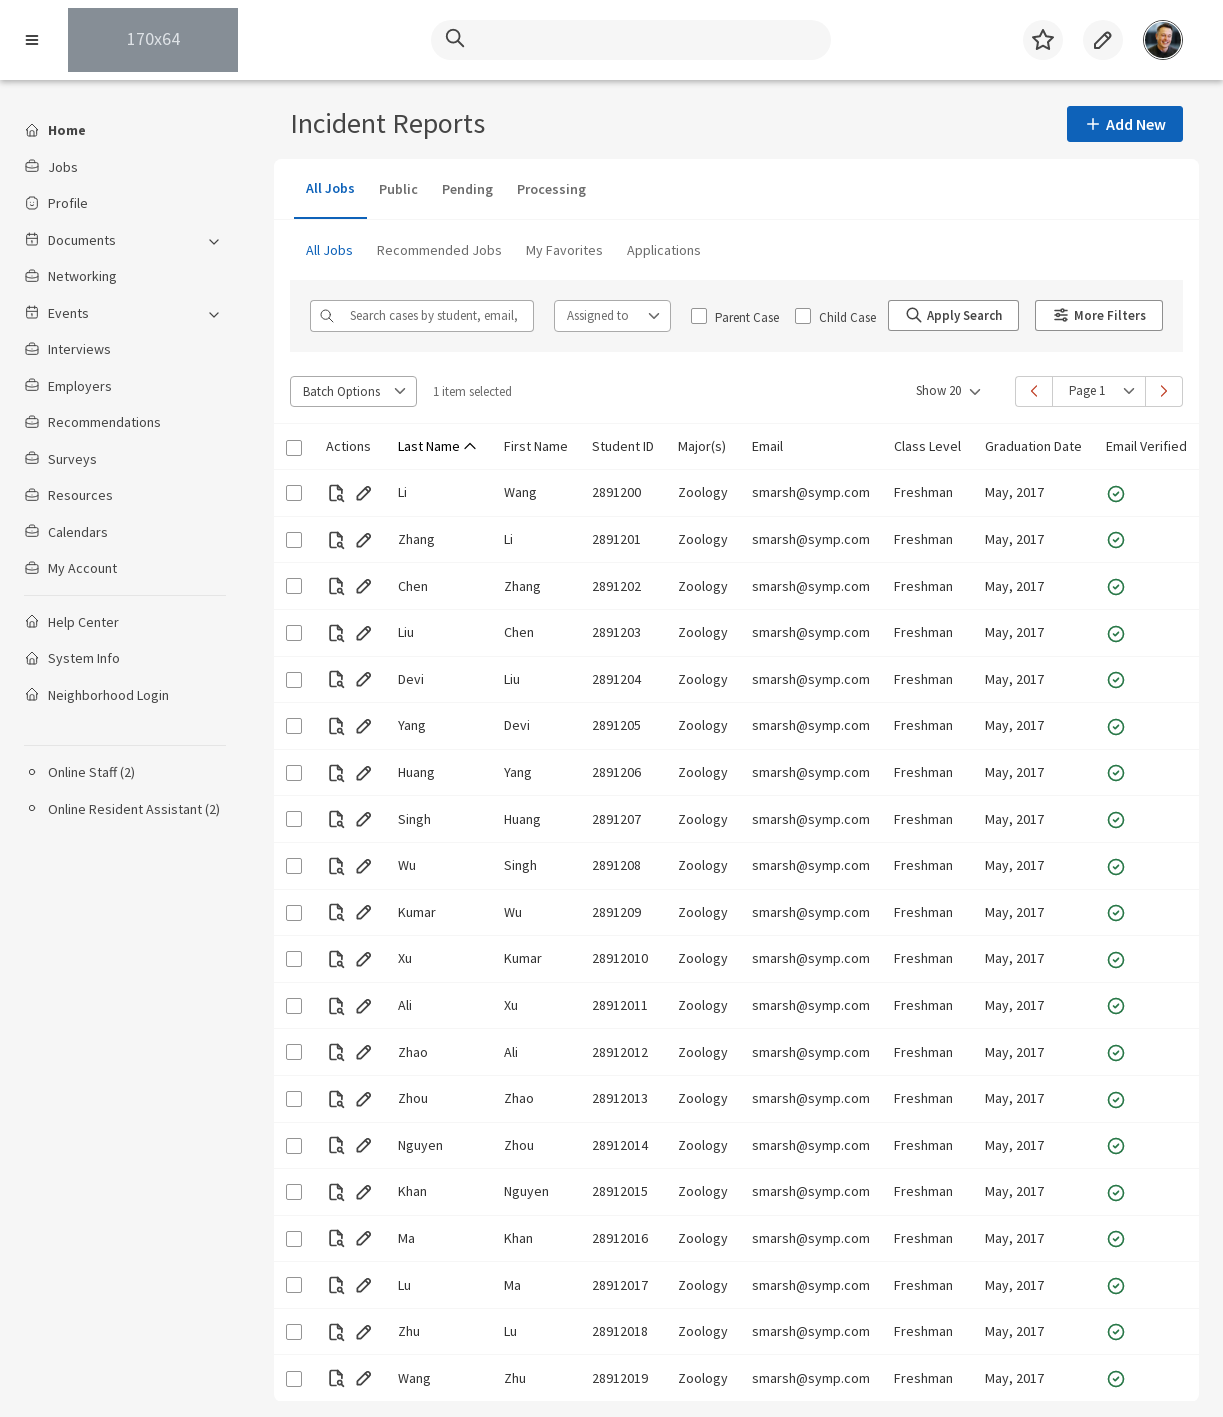 170x64
Home
Jobs
Profile
Documents
Networking
Events
Interviews
Employers
Recommendations
Surveys
Resources
Calendars
My Account
Help Center
System Info
Neighborhood Login
Online Staff (2)
Online Resident Assistant (2)
Incident Reports
Add New
All Jobs Public Pending Processing
All Jobs Recommended Jobs My Favorites Applications
Search cases by student, email, Assigned to Parent Case Child Case Apply Search More Filters
Batch Options 1 item selected Show 20 Page 1
Actions Last Name First Name Student ID Major(s) Email Class Level Graduation Date Email Verified
Li Wang 2891200 Zoology smarsh@symp.com Freshman May, 2017
Zhang Li 2891201 Zoology smarsh@symp.com Freshman May, 2017
Chen Zhang 2891202 Zoology smarsh@symp.com Freshman May, 2017
Liu Chen 2891203 Zoology smarsh@symp.com Freshman May, 2017
Devi Liu 2891204 Zoology smarsh@symp.com Freshman May, 2017
Yang Devi 2891205 Zoology smarsh@symp.com Freshman May, 2017
Huang Yang 2891206 Zoology smarsh@symp.com Freshman May, 2017
Singh Huang 2891207 Zoology smarsh@symp.com Freshman May, 2017
Wu Singh 2891208 Zoology smarsh@symp.com Freshman May, 2017
Kumar Wu 2891209 Zoology smarsh@symp.com Freshman May, 2017
Xu Kumar 28912010 Zoology smarsh@symp.com Freshman May, 2017
Ali Xu 28912011 Zoology smarsh@symp.com Freshman May, 2017
Zhao Ali 28912012 Zoology smarsh@symp.com Freshman May, 2017
Zhou Zhao 28912013 Zoology smarsh@symp.com Freshman May, 2017
Nguyen Zhou 28912014 Zoology smarsh@symp.com Freshman May, 2017
Khan Nguyen 28912015 Zoology smarsh@symp.com Freshman May, 2017
Ma Khan 28912016 Zoology smarsh@symp.com Freshman May, 2017
Lu Ma 28912017 Zoology smarsh@symp.com Freshman May, 2017
Zhu Lu 28912018 Zoology smarsh@symp.com Freshman May, 2017
Wang Zhu 28912019 Zoology smarsh@symp.com Freshman May, 2017